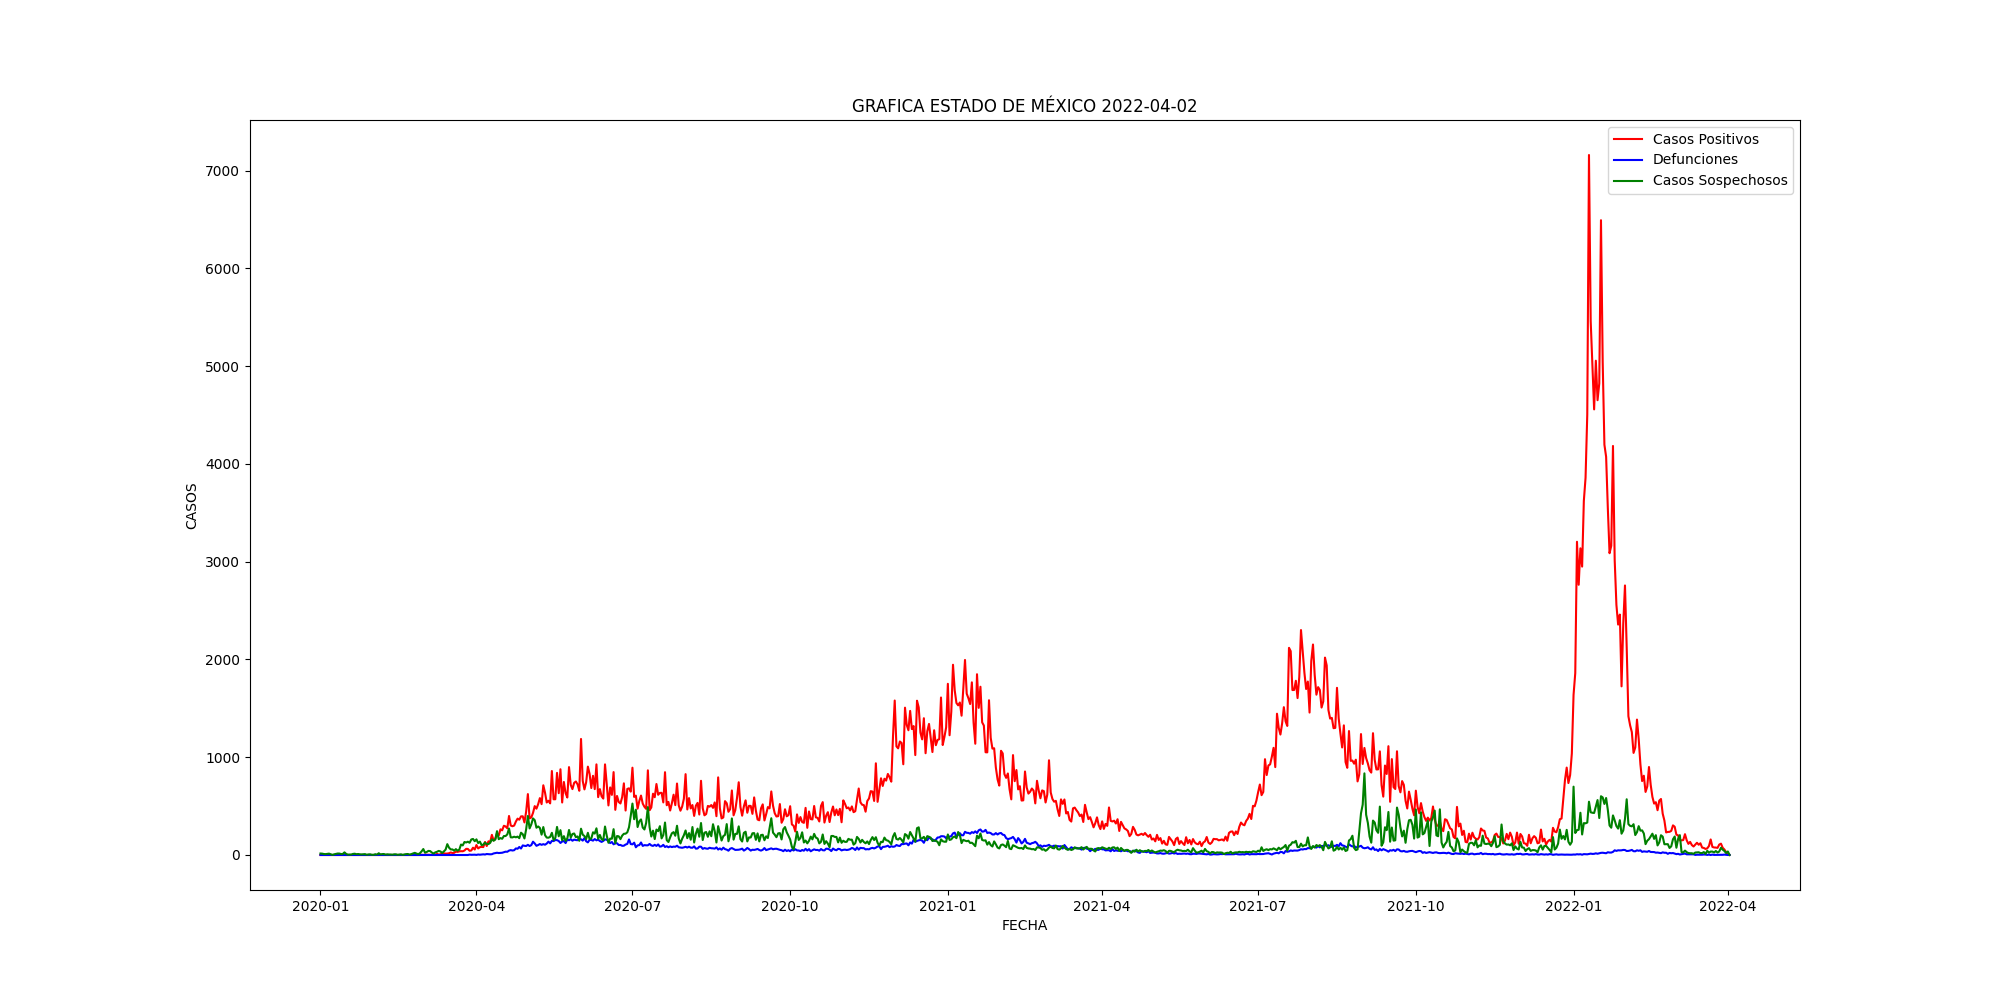 GRAFICA ESTADO DE MÉXICO 2022-04-02
Casos Positivos
Defunciones
Casos Sospechosos
7000
6000
5000
4000
3000
2000
1000
0
CASOS
2020-01 2020-04 2020-07 2020-10 2021-01 2021-04 2021-07 2021-10 2022-01 2022-04
FECHA